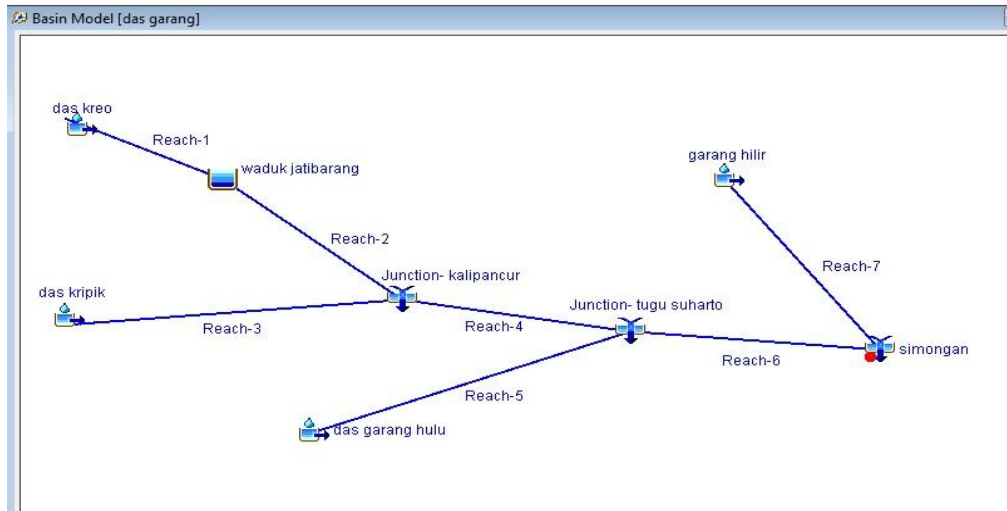 Basin Model [das garang]
das kreo
Reach-1
waduk jatibarang
garang hilir
Reach-2
Reach-7
Junction- kalipancur
das kripik
Reach-3
Reach-4
Junction- tugu suharto
Reach-6
simongan
Reach-5
das garang hulu